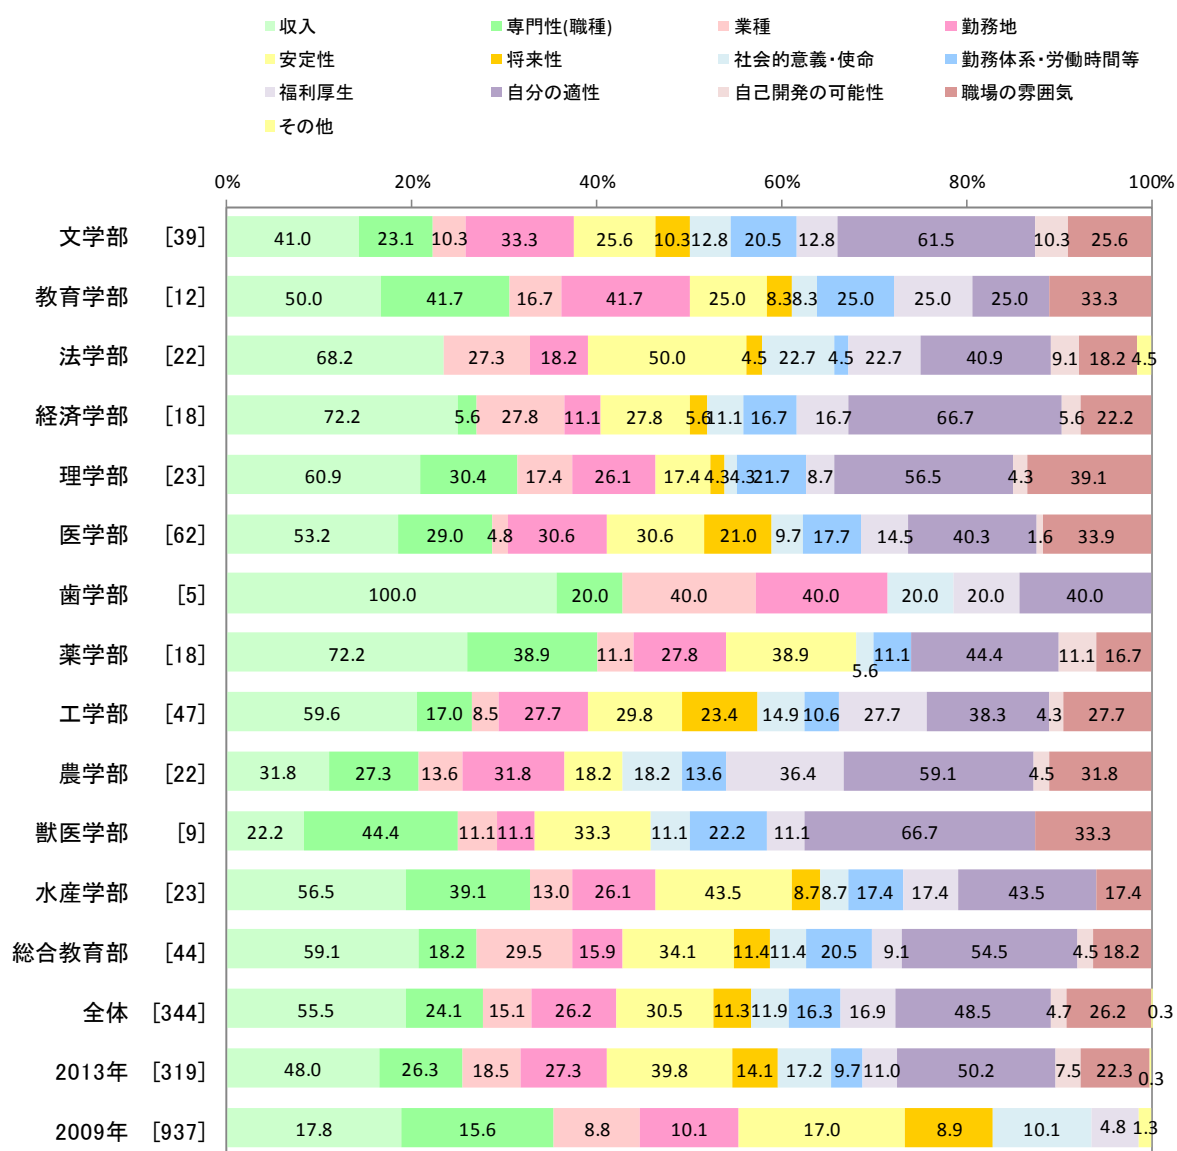 収入 専門性(職種) 業種 勤務地
安定性 将来性 社会的意義・使命 勤務体系・労働時間等
福利厚生 自分の適性 自己開発の可能性 職場の雰囲気
その他
0% 20% 40% 60% 80% 100%
文学部 [39] 41.0 23.1 10.3 33.3 25.6 10.3 12.8 20.5 12.8 61.5 10.3 25.6
教育学部 [12] 50.0 41.7 16.7 41.7 25.0 8.3 8.3 25.0 25.0 25.0 33.3
法学部 [22] 68.2 27.3 18.2 50.0 4.5 22.7 4.5 22.7 40.9 9.1 18.2 4.5
経済学部 [18] 72.2 5.6 27.8 11.1 27.8 5.6 11.1 16.7 16.7 66.7 5.6 22.2
理学部 [23] 60.9 30.4 17.4 26.1 17.4 4.3 4.3 21.7 8.7 56.5 4.3 39.1
医学部 [62] 53.2 29.0 4.8 30.6 30.6 21.0 9.7 17.7 14.5 40.3 1.6 33.9
歯学部 [5] 100.0 20.0 40.0 40.0 20.0 20.0 40.0
薬学部 [18] 72.2 38.9 11.1 27.8 38.9 5.6 11.1 44.4 11.1 16.7
工学部 [47] 59.6 17.0 8.5 27.7 29.8 23.4 14.9 10.6 27.7 38.3 4.3 27.7
農学部 [22] 31.8 27.3 13.6 31.8 18.2 18.2 13.6 36.4 59.1 4.5 31.8
獣医学部 [9] 22.2 44.4 11.1 11.1 33.3 11.1 22.2 11.1 66.7 33.3
水産学部 [23] 56.5 39.1 13.0 26.1 43.5 8.7 8.7 17.4 17.4 43.5 17.4
総合教育部 [44] 59.1 18.2 29.5 15.9 34.1 11.4 11.4 20.5 9.1 54.5 4.5 18.2
全体 [344] 55.5 24.1 15.1 26.2 30.5 11.3 11.9 16.3 16.9 48.5 4.7 26.2 0.3
2013年 [319] 48.0 26.3 18.5 27.3 39.8 14.1 17.2 9.7 11.0 50.2 7.5 22.3 0.3
2009年 [937] 17.8 15.6 8.8 10.1 17.0 8.9 10.1 4.8 1.3